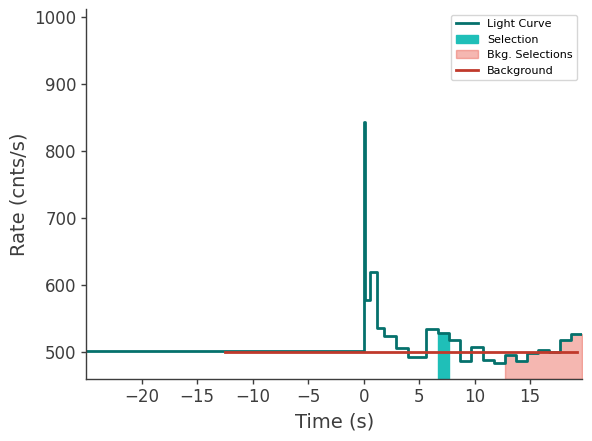 1000
900
800
700
600
500
Rate (cnts/s)
Light Curve
Selection
Bkg. Selections
Background
−20 −15 −10 −5 0 5 10 15
Time (s)